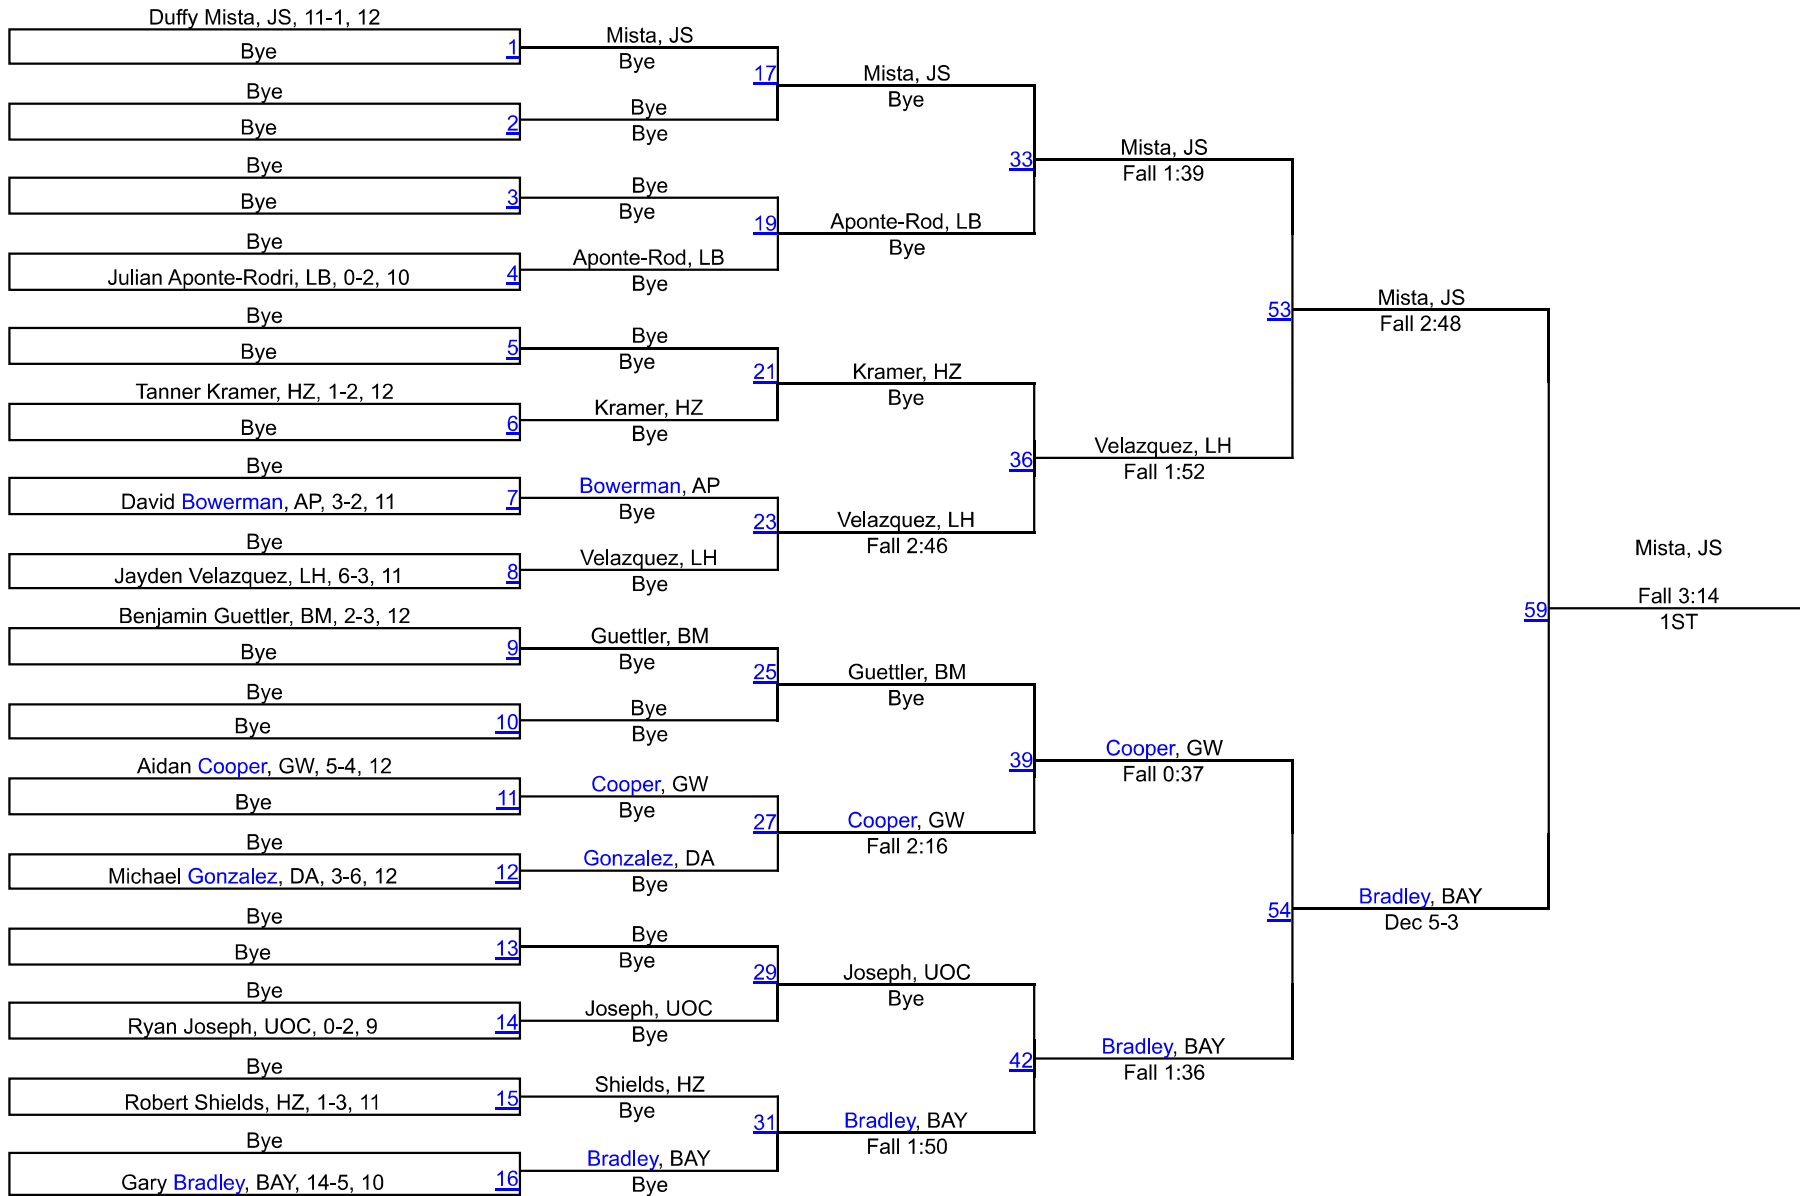 Duffy Mista, JS, 11-1, 12
Bye
1
Bye
Bye
2
Bye
Bye
3
Bye
Julian Aponte-Rodri, LB, 0-2, 10
4
Bye
Bye
5
Tanner Kramer, HZ, 1-2, 12
Bye
6
Bye
David Bowerman, AP, 3-2, 11
7
Bye
Jayden Velazquez, LH, 6-3, 11
8
Benjamin Guettler, BM, 2-3, 12
Bye
9
Bye
Bye
10
Aidan Cooper, GW, 5-4, 12
Bye
11
Bye
Michael Gonzalez, DA, 3-6, 12
12
Bye
Bye
13
Bye
Ryan Joseph, UOC, 0-2, 9
14
Bye
Robert Shields, HZ, 1-3, 11
15
Bye
Gary Bradley, BAY, 14-5, 10
16
Mista, JS
Bye
17
Bye
Bye
Bye
Bye
19
Aponte-Rod, LB
Bye
Bye
Bye
21
Kramer, HZ
Bye
Bowerman, AP
Bye
23
Velazquez, LH
Bye
Guettler, BM
Bye
25
Bye
Bye
Cooper, GW
Bye
27
Gonzalez, DA
Bye
Bye
Bye
29
Joseph, UOC
Bye
Shields, HZ
Bye
31
Bradley, BAY
Bye
Mista, JS
Bye
33
Aponte-Rod, LB
Bye
Kramer, HZ
Bye
36
Velazquez, LH
Fall 2:46
Guettler, BM
Bye
39
Cooper, GW
Fall 2:16
Joseph, UOC
Bye
42
Bradley, BAY
Fall 1:50
Mista, JS
Fall 1:39
53
Velazquez, LH
Fall 1:52
Cooper, GW
Fall 0:37
54
Bradley, BAY
Fall 1:36
Mista, JS
Fall 2:48
59
Bradley, BAY
Dec 5-3
Mista, JS
Fall 3:14
1ST